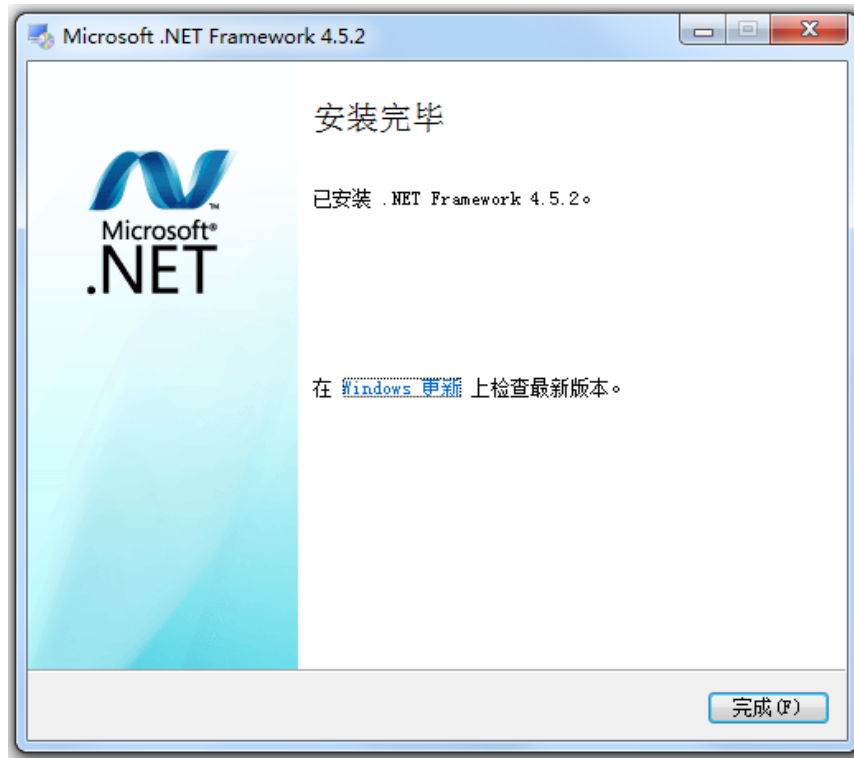 Microsoft .NET Framework 4.5.2
安装完毕
已安装 .NET Framework 4.5.2。
Microsoft®
.NET
TM
在 Windows 更新 上检查最新版本。
完成(F)